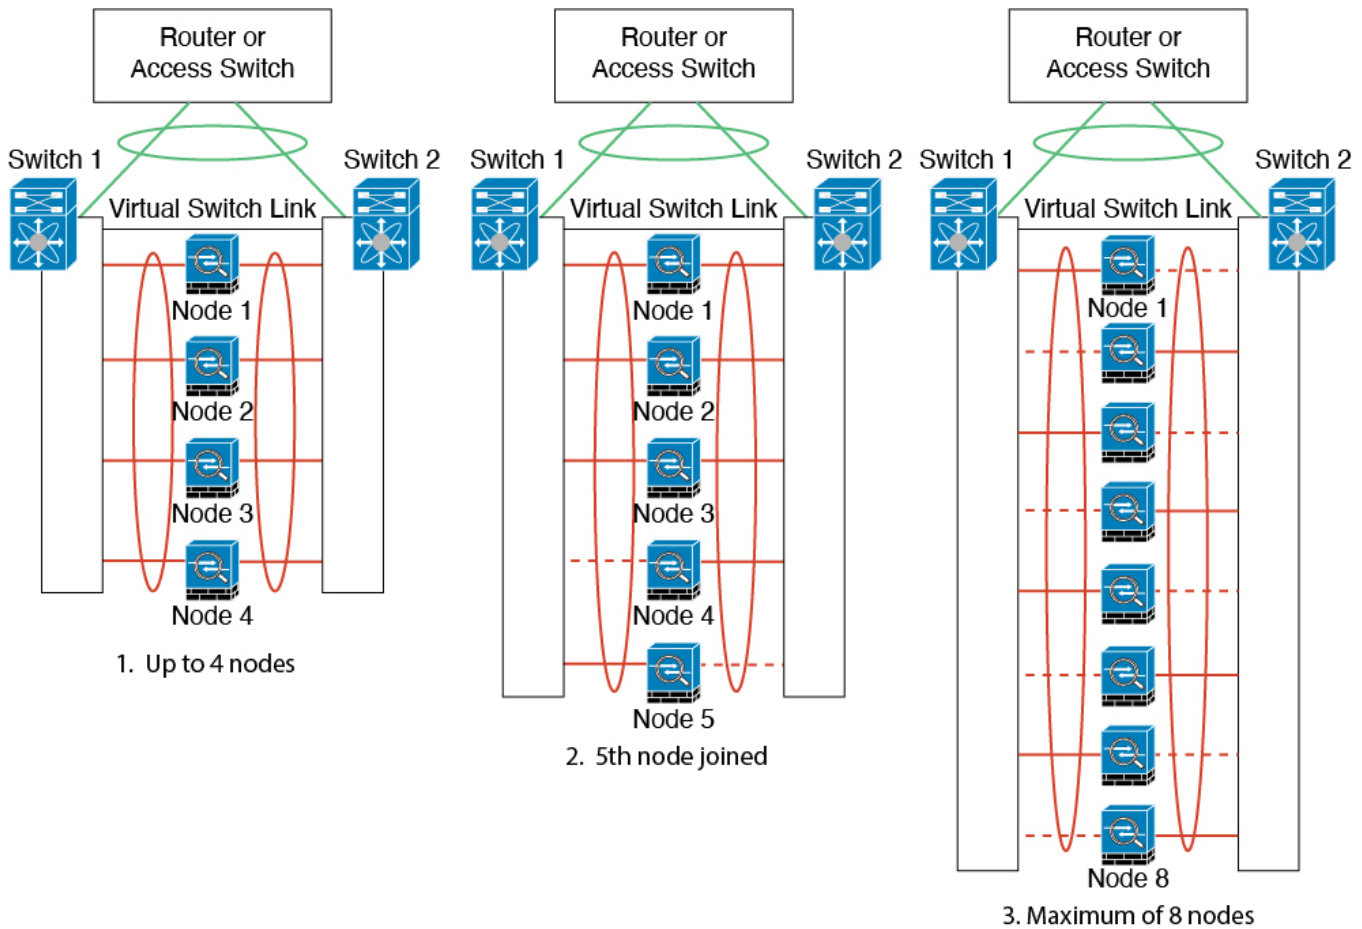 Router or
Access Switch
Switch 1
Switch 2
Virtual Switch Link
Node 1
Node 2
Node 3
Node 4
1. Up to 4 nodes
Router or
Access Switch
Switch 1
Switch 2
Virtual Switch Link
Node 1
Node 2
Node 3
Node 4
Node 5
2. 5th node joined
Router or
Access Switch
Switch 1
Switch 2
Virtual Switch Link
Node 1
Node 8
3. Maximum of 8 nodes